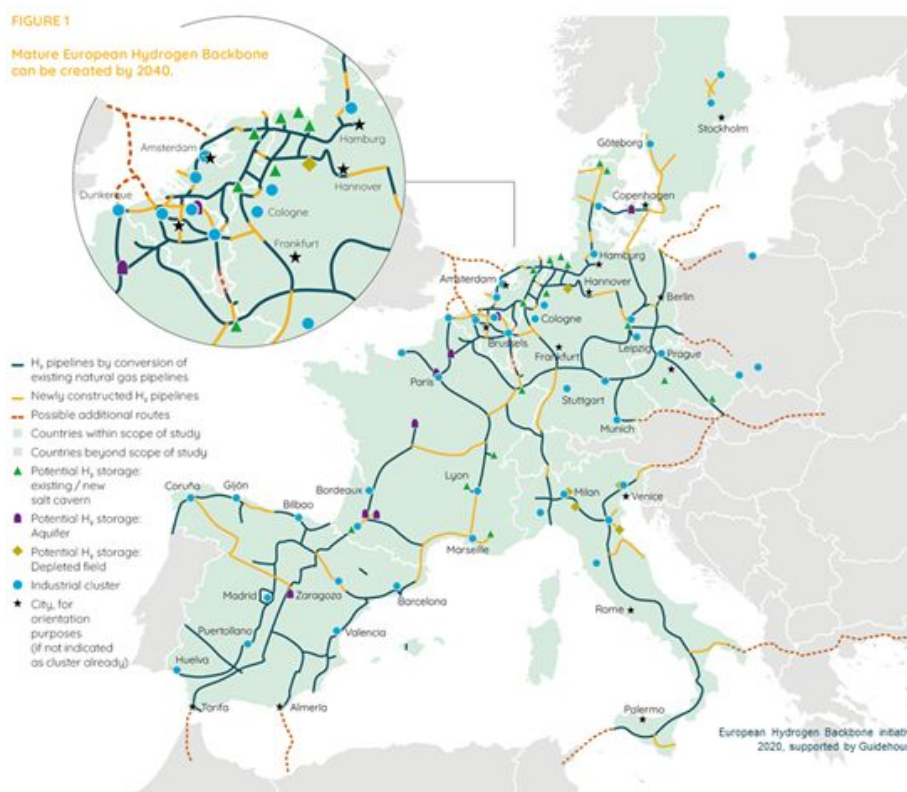 FIGURE 1
Mature European Hydrogen Backbone
can be created by 2040.
Amsterdam
Hamburg
Hannover
Dunkerque
Cologne
Frankfurt
Stockholm
Göteborg
Copenhagen
Hamburg
Amsterdam
Hannover
Berlin
Cologne
Brussels
Leipzig
Frankfurt
Prague
Paris
Stuttgart
Munich
H₂ pipelines by conversion of
existing natural gas pipelines
Newly constructed H₂ pipelines
Possible additional routes
Countries within scope of study
Countries beyond scope of study
Potential H₂ storage:
existing / new
salt cavern
Potential H₂ storage:
Aquifer
Potential H₂ storage:
Depleted field
Industrial cluster
City, for
orientation
purposes
(if not indicated
as cluster already)
Lyon
Milan
Venice
Coruña
Gijón
Bilbao
Bordeaux
Marseille
Madrid
Zaragoza
Barcelona
Rome
Puertollano
Valencia
Huelva
Tarifa
Almería
Palermo
European Hydrogen Backbone initiati
2020, supported by Guidehou